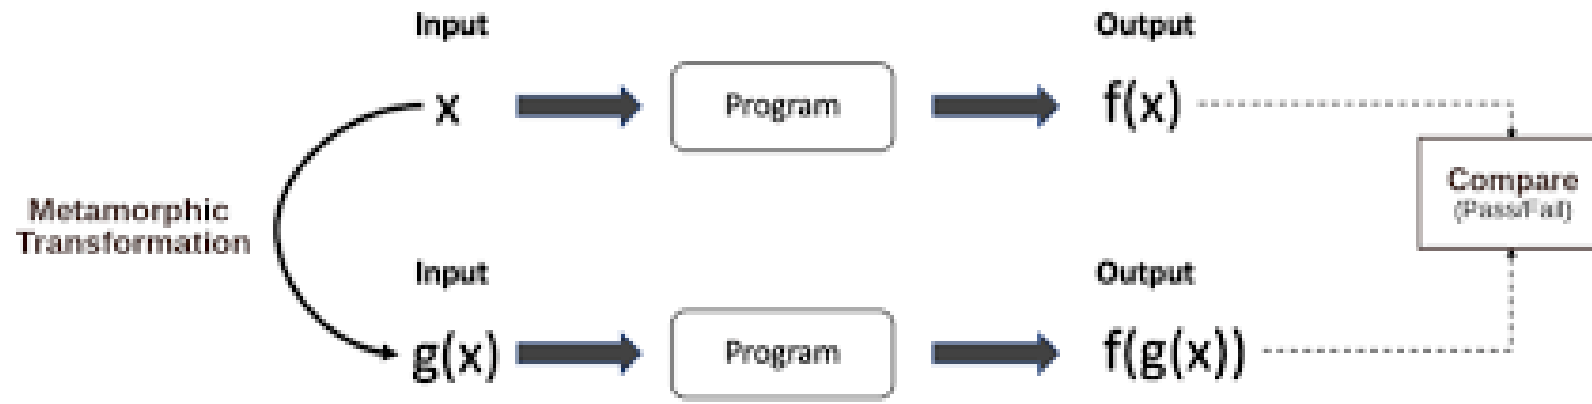 Input
Output
x
Program
f(x)
Metamorphic
Transformation
Compare
(Pass/Fail)
Input
Output
g(x)
Program
f(g(x))